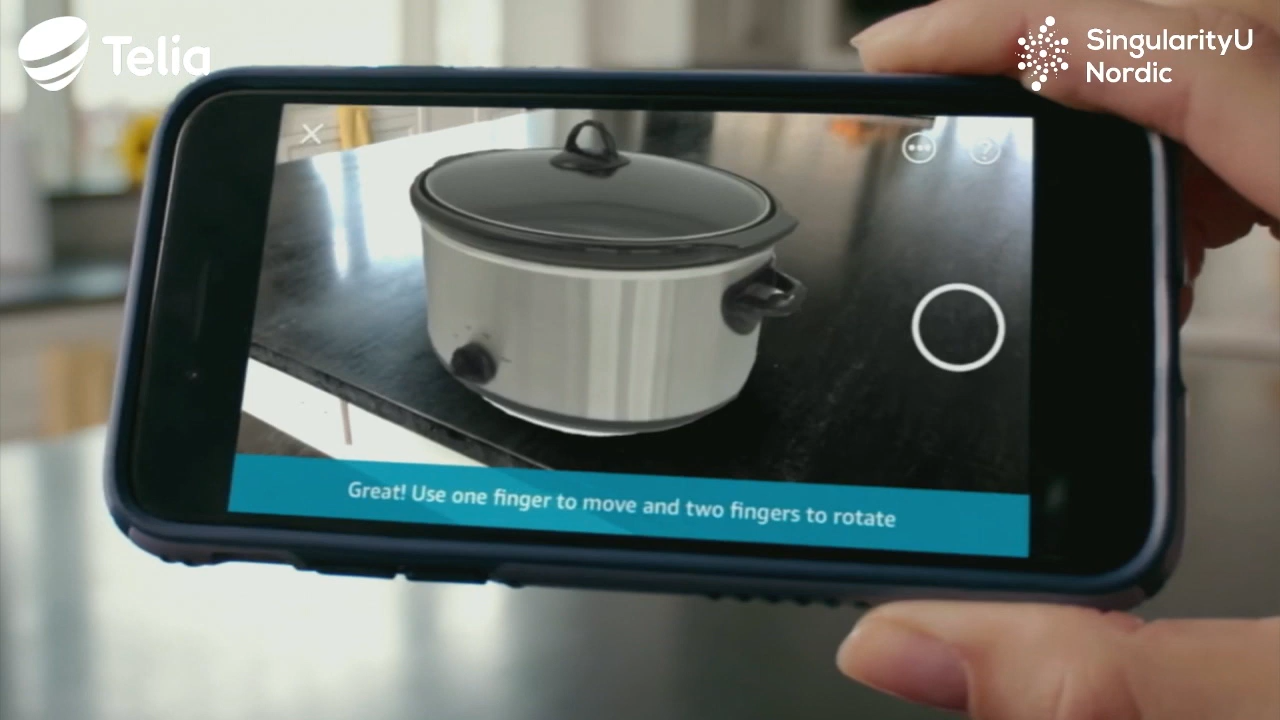 Telia
SingularityU
Nordic
Great! Use one finger to move and two fingers to rotate